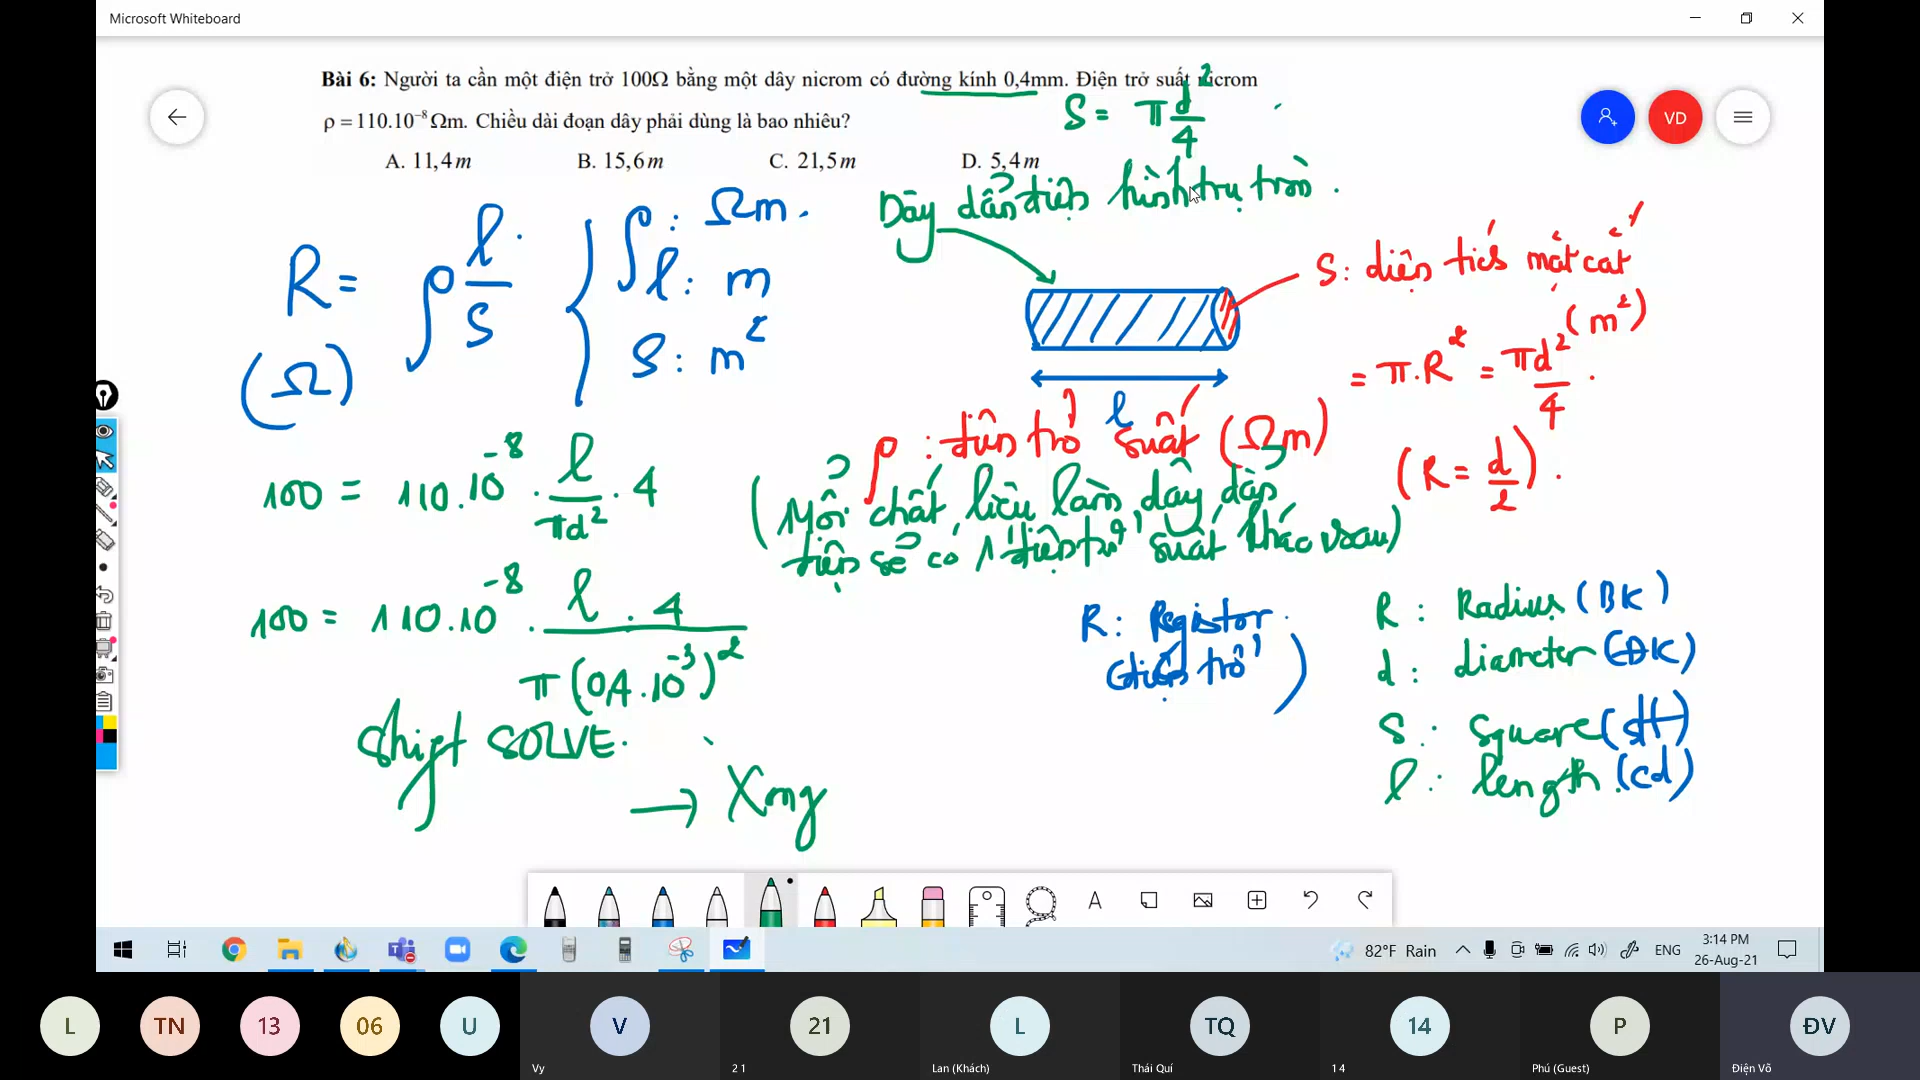 Microsoft Whiteboard
Bài 6: Người ta cần một điện trở 100Ω bằng một dây nicrom có đường kính 0,4mm. Điện trở suất nicrom
ρ = 110.10⁻⁸ Ωm. Chiều dài đoạn dây phải dùng là bao nhiêu?
A. 11,4m B. 15,6m C. 21,5m D. 5,4m
S = π d²/4
VD
Dây dẫn điện hình trụ tròn.
R = ρ l/S
(Ω)
ρ: Ωm.
l: m
S: m²
S: diện tích mặt cắt
(m²)
= π.R² = πd²/4.
(R = d/2).
l
ρ: điện trở suất (Ωm)
(Mỗi chất liệu làm dây dẫn
điện sẽ có 1 "điện trở" suất khác nhau)
100 = 110.10⁻⁸ . l/πd² . 4
100 = 110.10⁻⁸ . l . 4/π(0,4.10⁻³)²
Shift SOLVE.
→ Xong
R: Registor
(điện trở)
R: Radius (BK)
d: diameter (ĐK)
S: Square (dt)
l: length (cd)
A
82°F Rain
ENG
3:14 PM
26-Aug-21
L TN 13 06 U V 21 L TQ 14 P ĐV
Vy 2 1 Lan (Khách) Thái Quí 1 4 Phú (Guest) Điện Võ